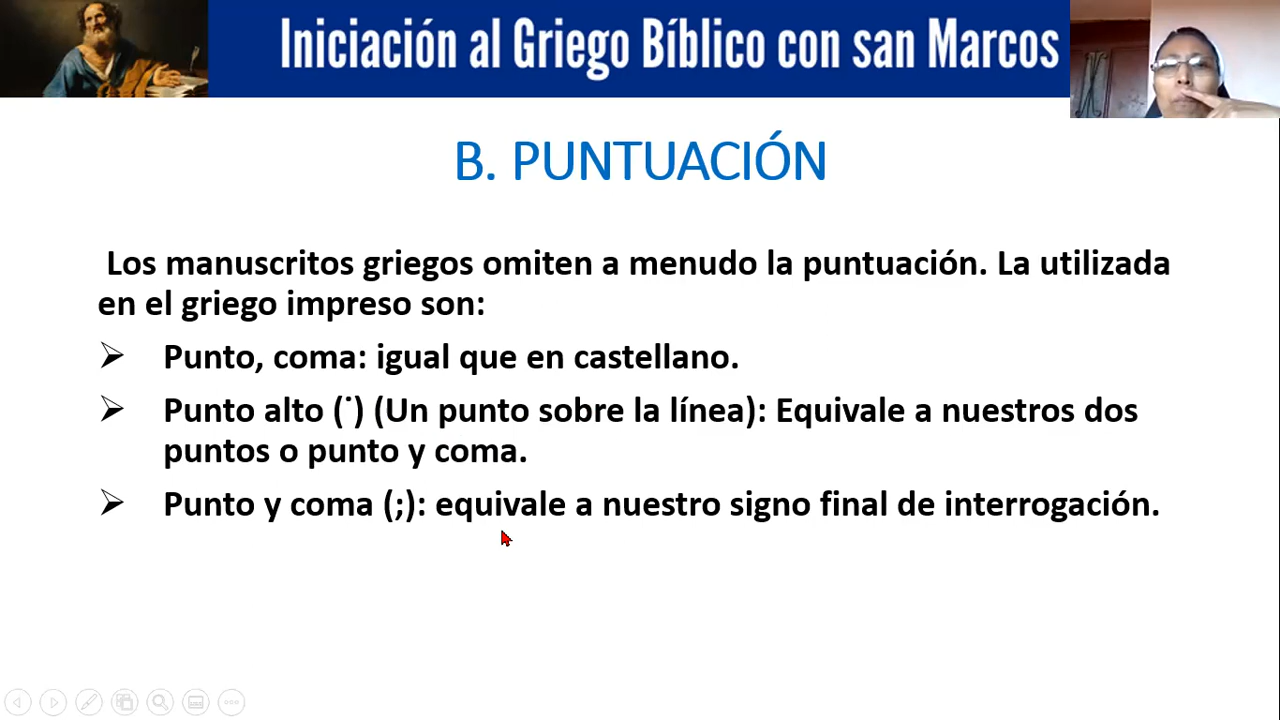 Iniciación al Griego Bíblico con san Marcos
B. PUNTUACIÓN
Los manuscritos griegos omiten a menudo la puntuación. La utilizada
en el griego impreso son:
Punto, coma: igual que en castellano.
Punto alto (˙) (Un punto sobre la línea): Equivale a nuestros dos
puntos o punto y coma.
Punto y coma (;): equivale a nuestro signo final de interrogación.